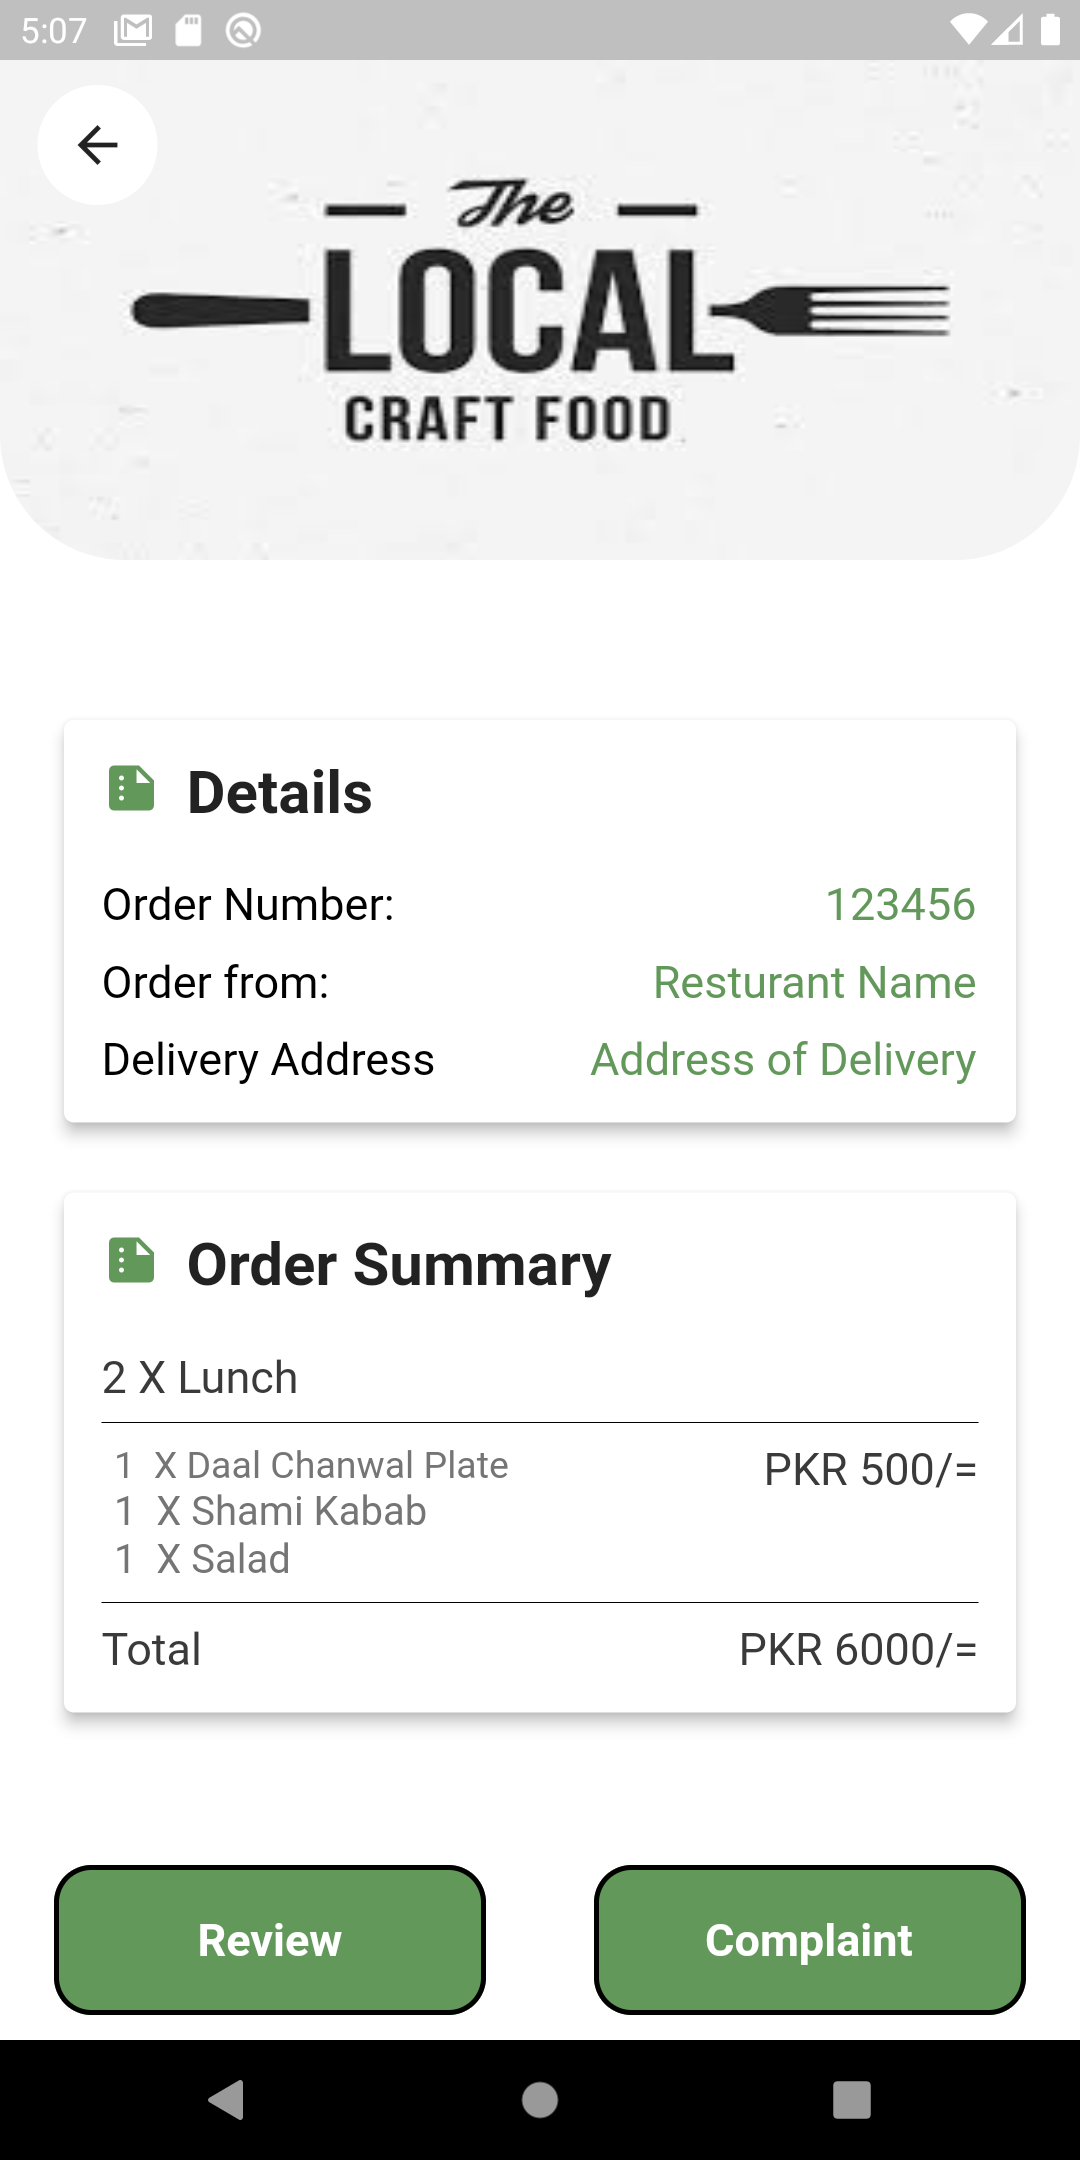 5:07
The
LOCAL
CRAFT FOOD
Details
Order Number: 123456
Order from: Resturant Name
Delivery Address Address of Delivery
Order Summary
2 X Lunch
1 X Daal Chanwal Plate PKR 500/=
1 X Shami Kabab
1 X Salad
Total PKR 6000/=
Review Complaint